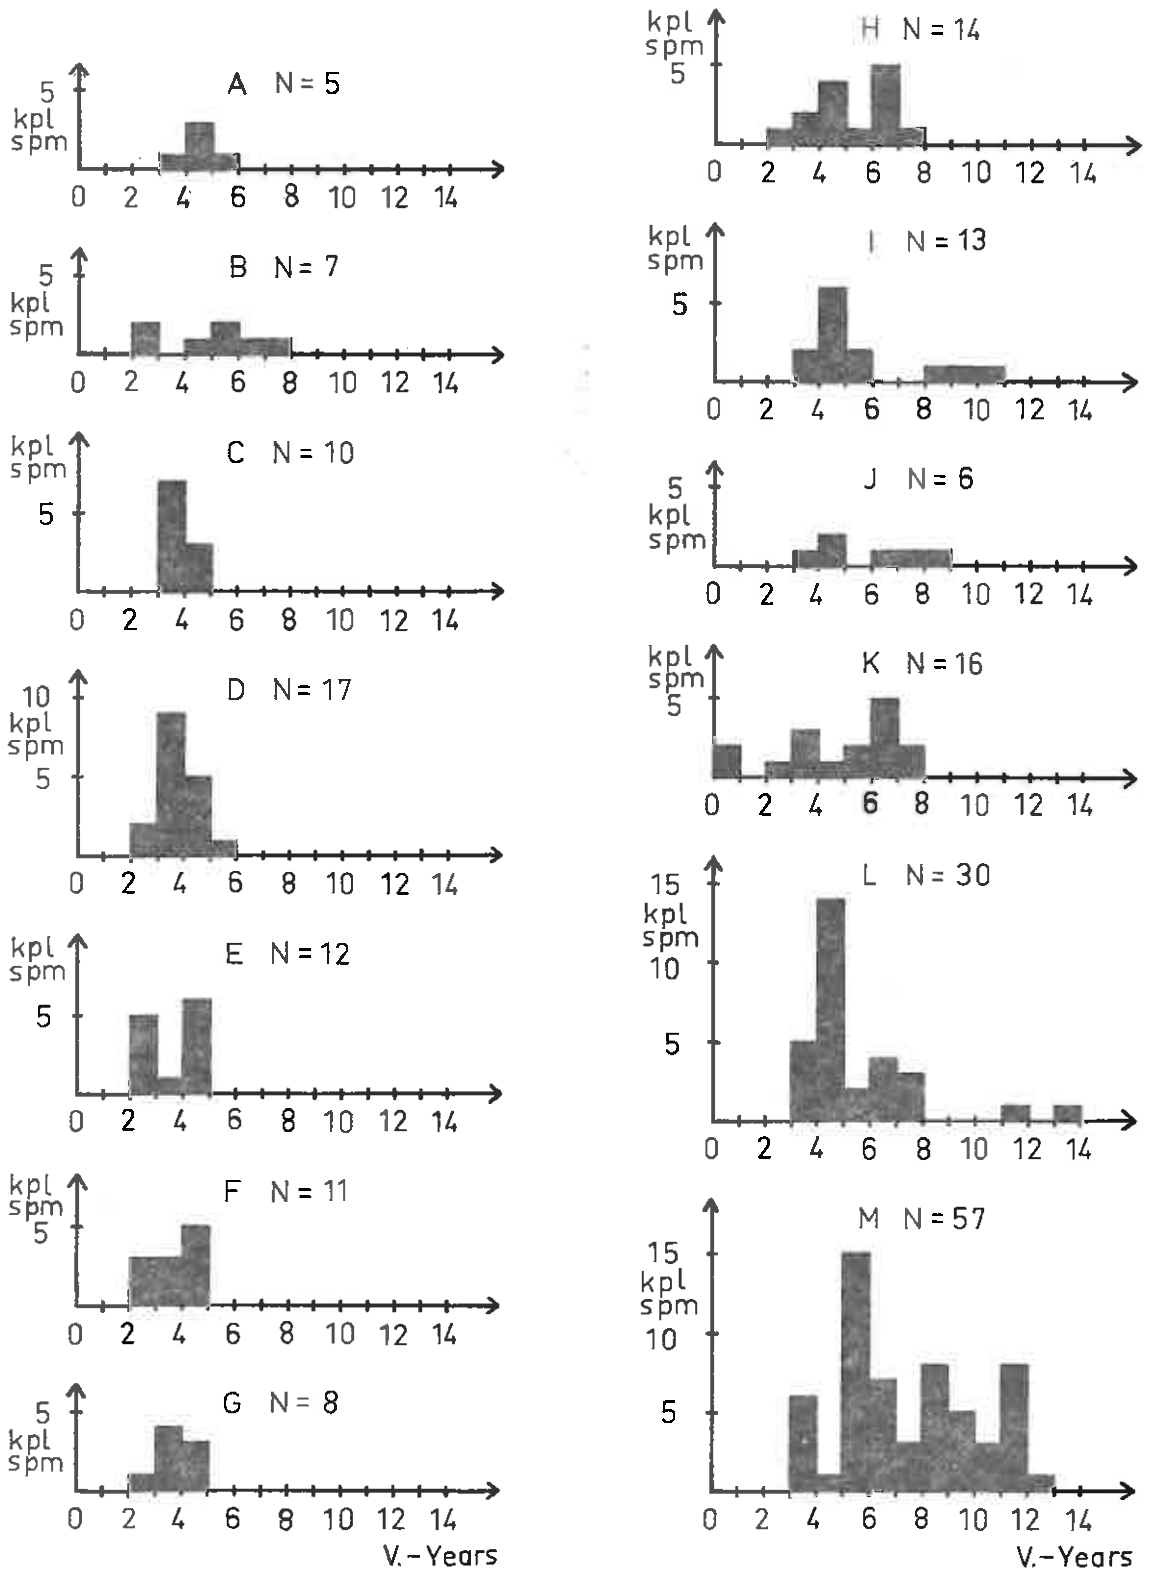 A N = 5
5
kpl
spm
0 2 4 6 8 10 12 14
B N = 7
5
kpl
spm
0 2 4 6 8 10 12 14
kpl
spm
C N = 10
5
0 2 4 6 8 10 12 14
D N = 17
10
kpl
spm
5
0 2 4 6 8 10 12 14
kpl
spm
E N = 12
5
0 2 4 6 8 10 12 14
kpl
spm
F N = 11
5
0 2 4 6 8 10 12 14
G N = 8
5
kpl
spm
0 2 4 6 8 10 12 14
V.-Years
kpl
spm
H N = 14
5
0 2 4 6 8 10 12 14
kpl
spm
I N = 13
5
0 2 4 6 8 10 12 14
J N = 6
5
kpl
spm
0 2 4 6 8 10 12 14
kpl
spm
K N = 16
5
0 2 4 6 8 10 12 14
L N = 30
15
kpl
spm
10
5
0 2 4 6 8 10 12 14
M N = 57
15
kpl
spm
10
5
0 2 4 6 8 10 12 14
V.-Years